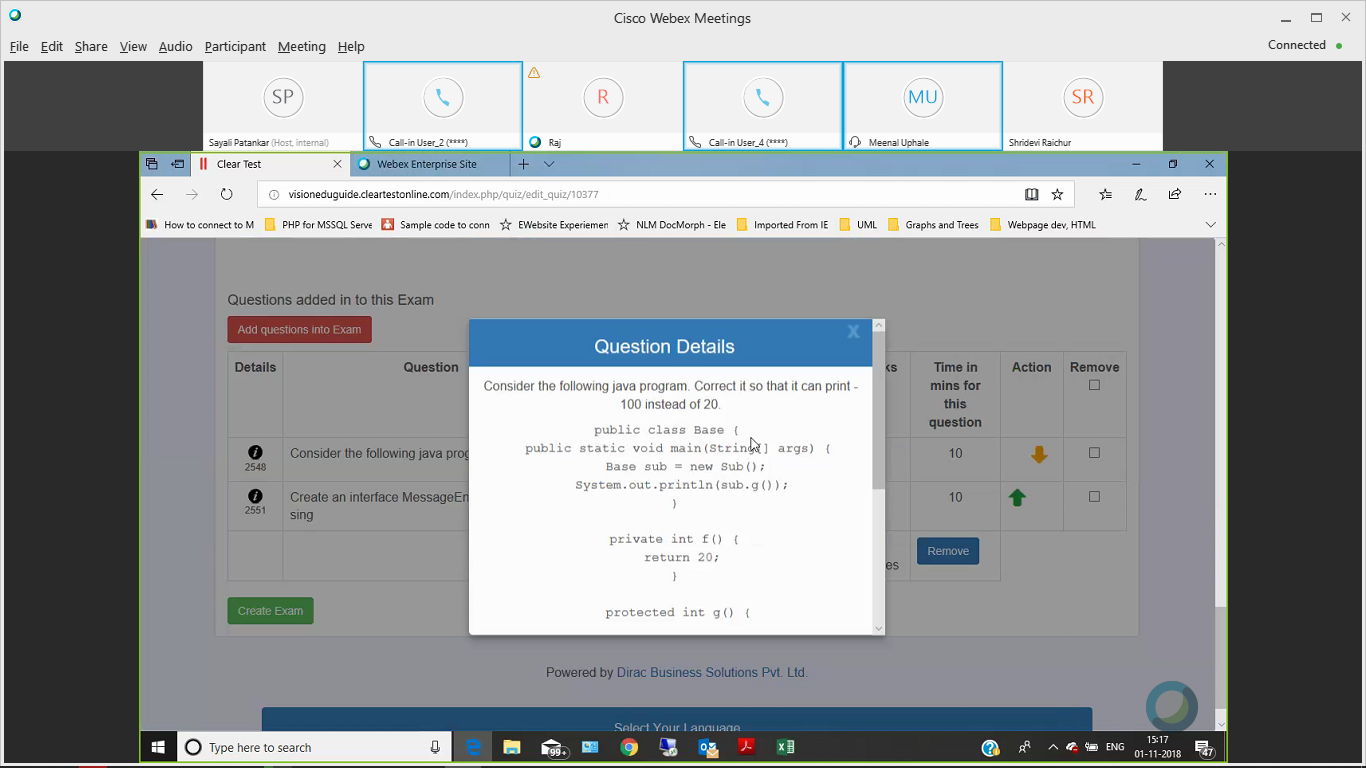 Cisco Webex Meetings
File Edit Share View Audio Participant Meeting Help
Connected
SP
R
MU
SR
Sayali Patankar (Host, internal)
Call-in User_2 (****)
Raj
Call-in User_4 (****)
Meenal Uphale
Shridevi Raichur
Clear Test
Webex Enterprise Site
visioneduguide.cleartestonline.com/index.php/quiz/edit_quiz/10377
How to connect to M PHP for MSSQL Serve Sample code to conn EWebsite Experiemen NLM DocMorph - Ele Imported From IE UML Graphs and Trees Webpage dev, HTML
Questions added in to this Exam
Add questions into Exam
Details Question ks Time in mins for this question Action Remove
2548 Consider the following java prog 10
2551 Create an interface MessageEn
sing 10
es Remove
Create Exam
Question Details
X
Consider the following java program. Correct it so that it can print -
100 instead of 20.
public class Base {
public static void main(String[] args) {
Base sub = new Sub();
System.out.println(sub.g());
}
private int f() {
return 20;
}
protected int g() {
Powered by Dirac Business Solutions Pvt. Ltd.
Select Your Language
Type here to search
99+
ENG
15:17
01-11-2018
47